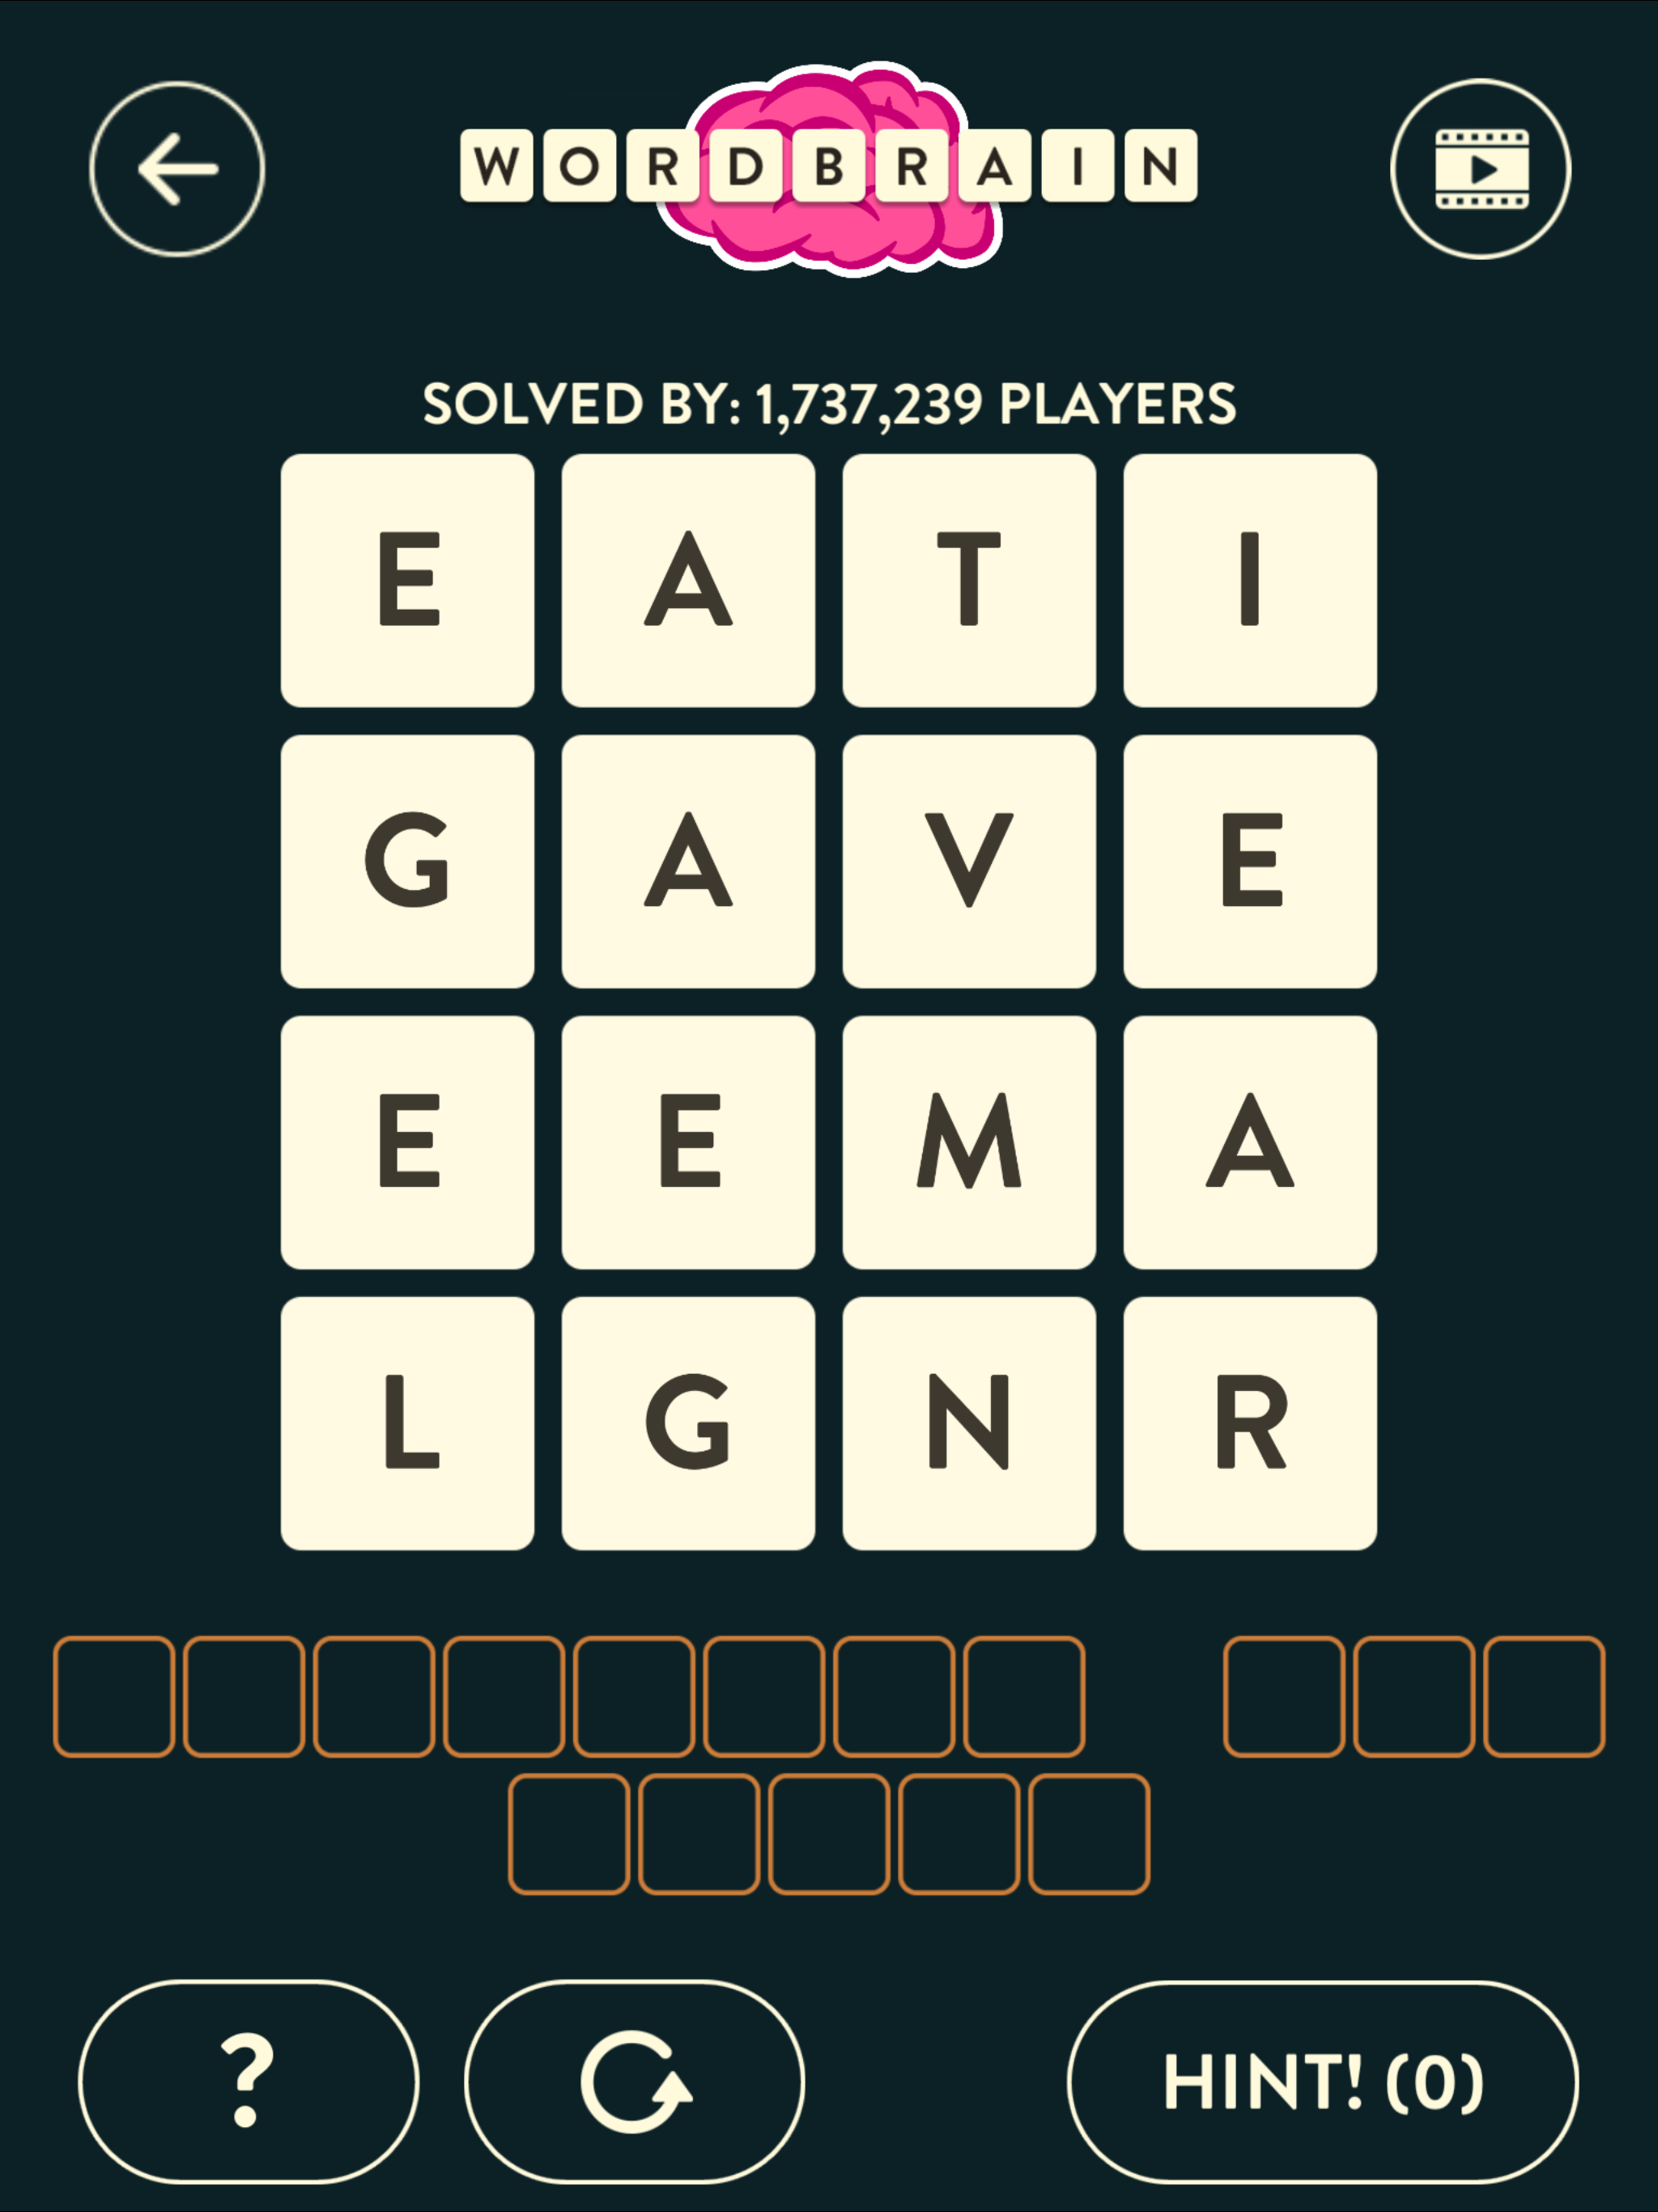 WORDBRAIN
SOLVED BY: 1,737,239 PLAYERS
E A T I
G A V E
E E M A
L G N R
? HINT! (0)